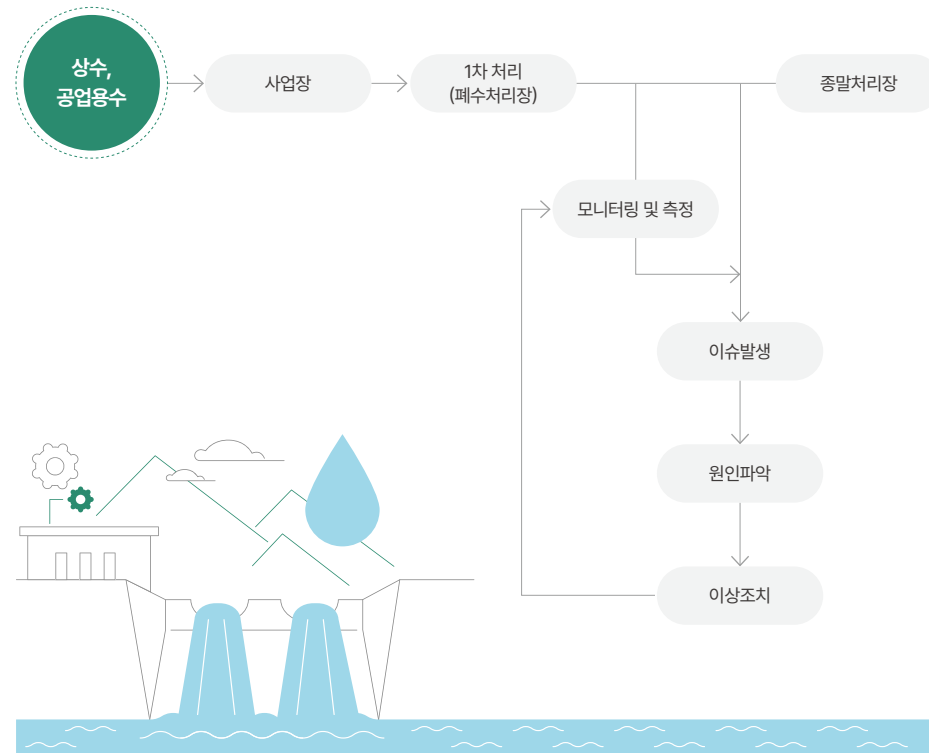 상수,
공업용수
사업장
1차 처리
(폐수처리장)
종말처리장
모니터링 및 측정
이슈발생
원인파악
이상조치